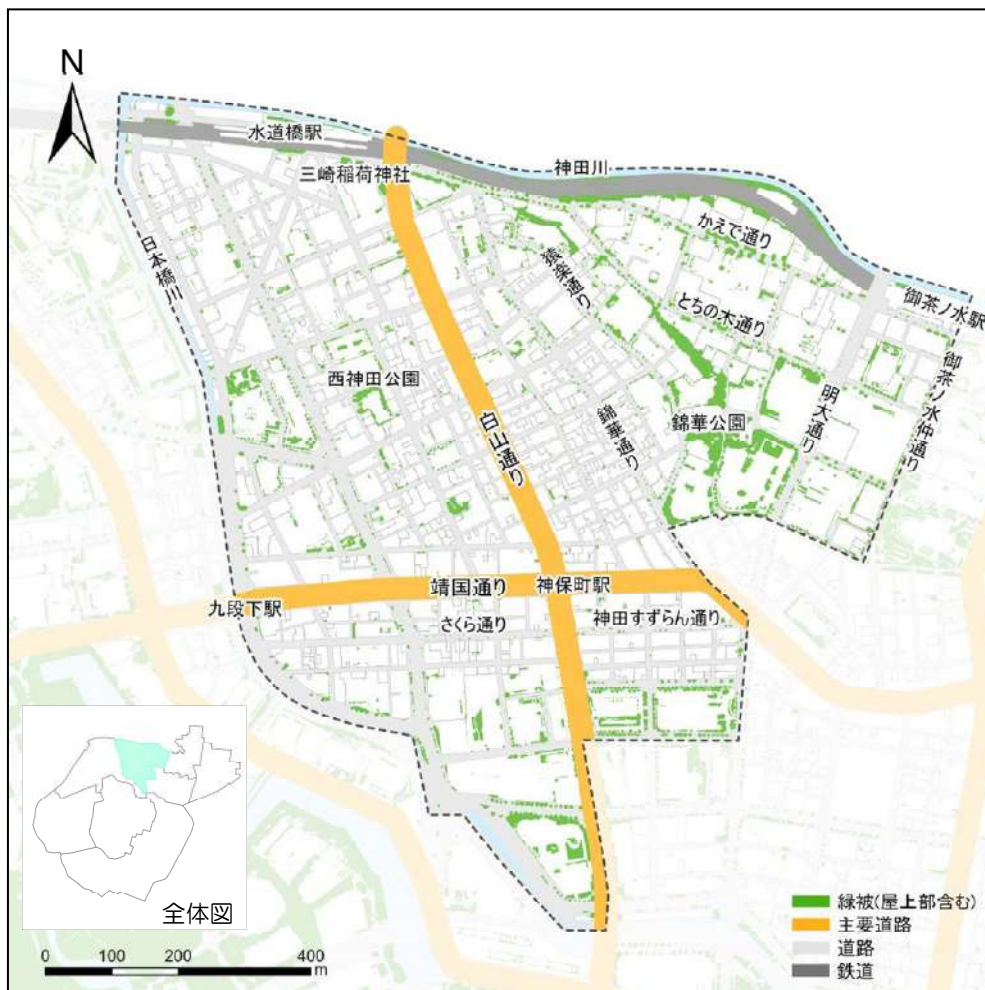 N
水道橋駅
三崎稲荷神社
神田川
かえで通り
猿楽通り
とちの木通り
御茶ノ水駅
日本橋川
御茶ノ水仲通り
西神田公園
白山通り
錦華通り
錦華公園
明大通り
靖国通り
神保町駅
九段下駅
さくら通り
神田すずらん通り
全体図
緑被(屋上部含む)
主要道路
道路
鉄道
0 100 200 400
m